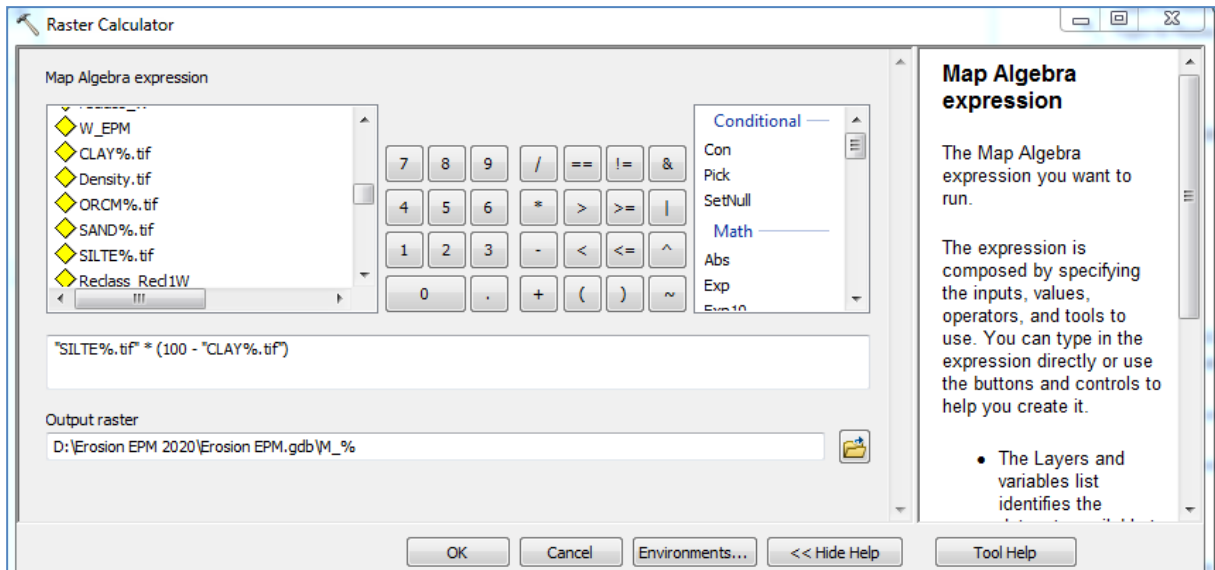 Raster Calculator
Map Algebra expression
W_EPM
CLAY%.tif
Density.tif
ORCM%.tif
SAND%.tif
SILTE%.tif
Reclass_Recl1W
7 8 9 / == != &
4 5 6 * > >= |
1 2 3 - < <= ^
0 . + ( ) ~
Conditional
Con
Pick
SetNull
Math
Abs
Exp
Exp10
"SILTE%.tif" * (100 - "CLAY%.tif")
Output raster
D:\Erosion EPM 2020\Erosion EPM.gdb\M_%
OK Cancel Environments... << Hide Help Tool Help
Map Algebra
expression
The Map Algebra
expression you want to
run.
The expression is
composed by specifying
the inputs, values,
operators, and tools to
use. You can type in the
expression directly or use
the buttons and controls to
help you create it.
• The Layers and
variables list
identifies the